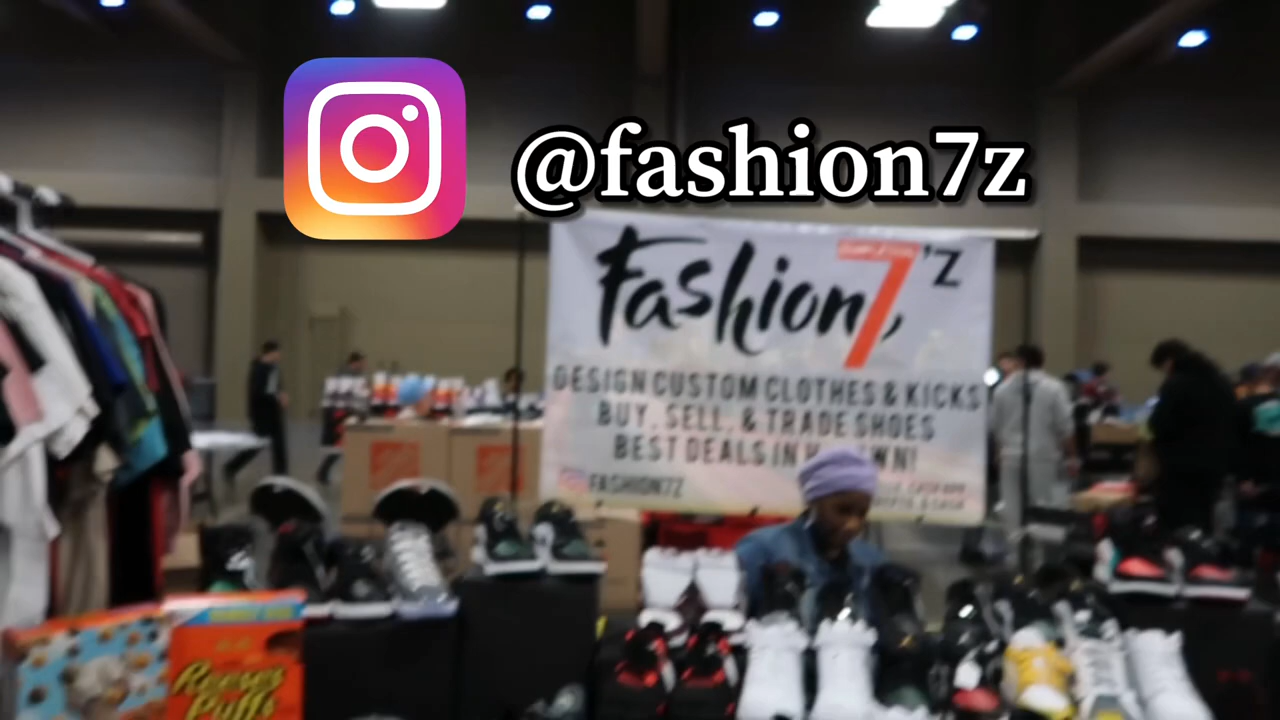 @fashion7z
Fashion7'z
DESIGN CUSTOM CLOTHES & KICKS
BUY, SELL, & TRADE SHOES
BEST DEALS IN
FASHION7Z
Reese's
Puffs